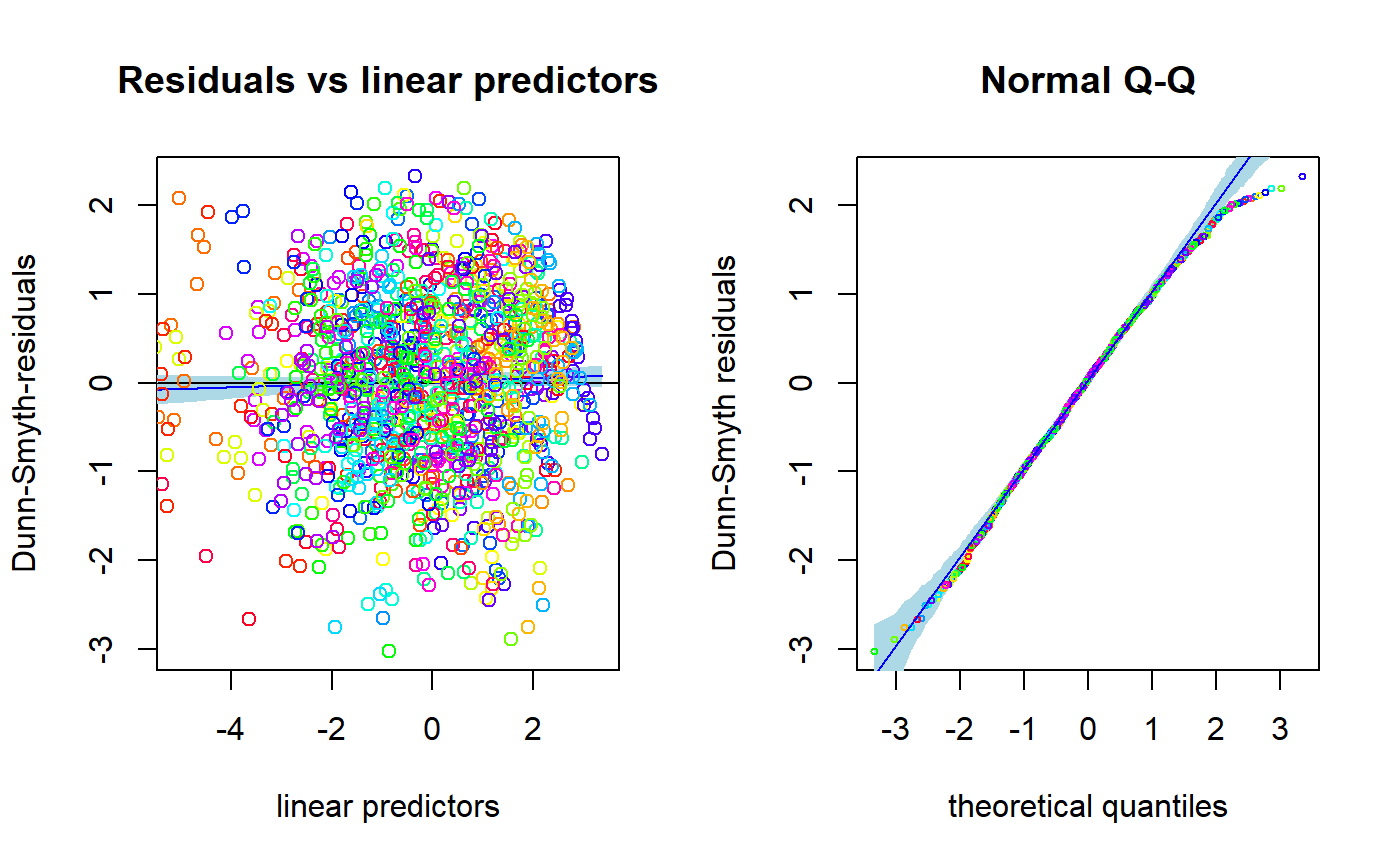 Residuals vs linear predictors
Dunn-Smyth-residuals
2
1
0
-1
-2
-3
-4 -2 0 2
linear predictors
Normal Q-Q
Dunn-Smyth residuals
2
1
0
-1
-2
-3
-3 -2 -1 0 1 2 3
theoretical quantiles